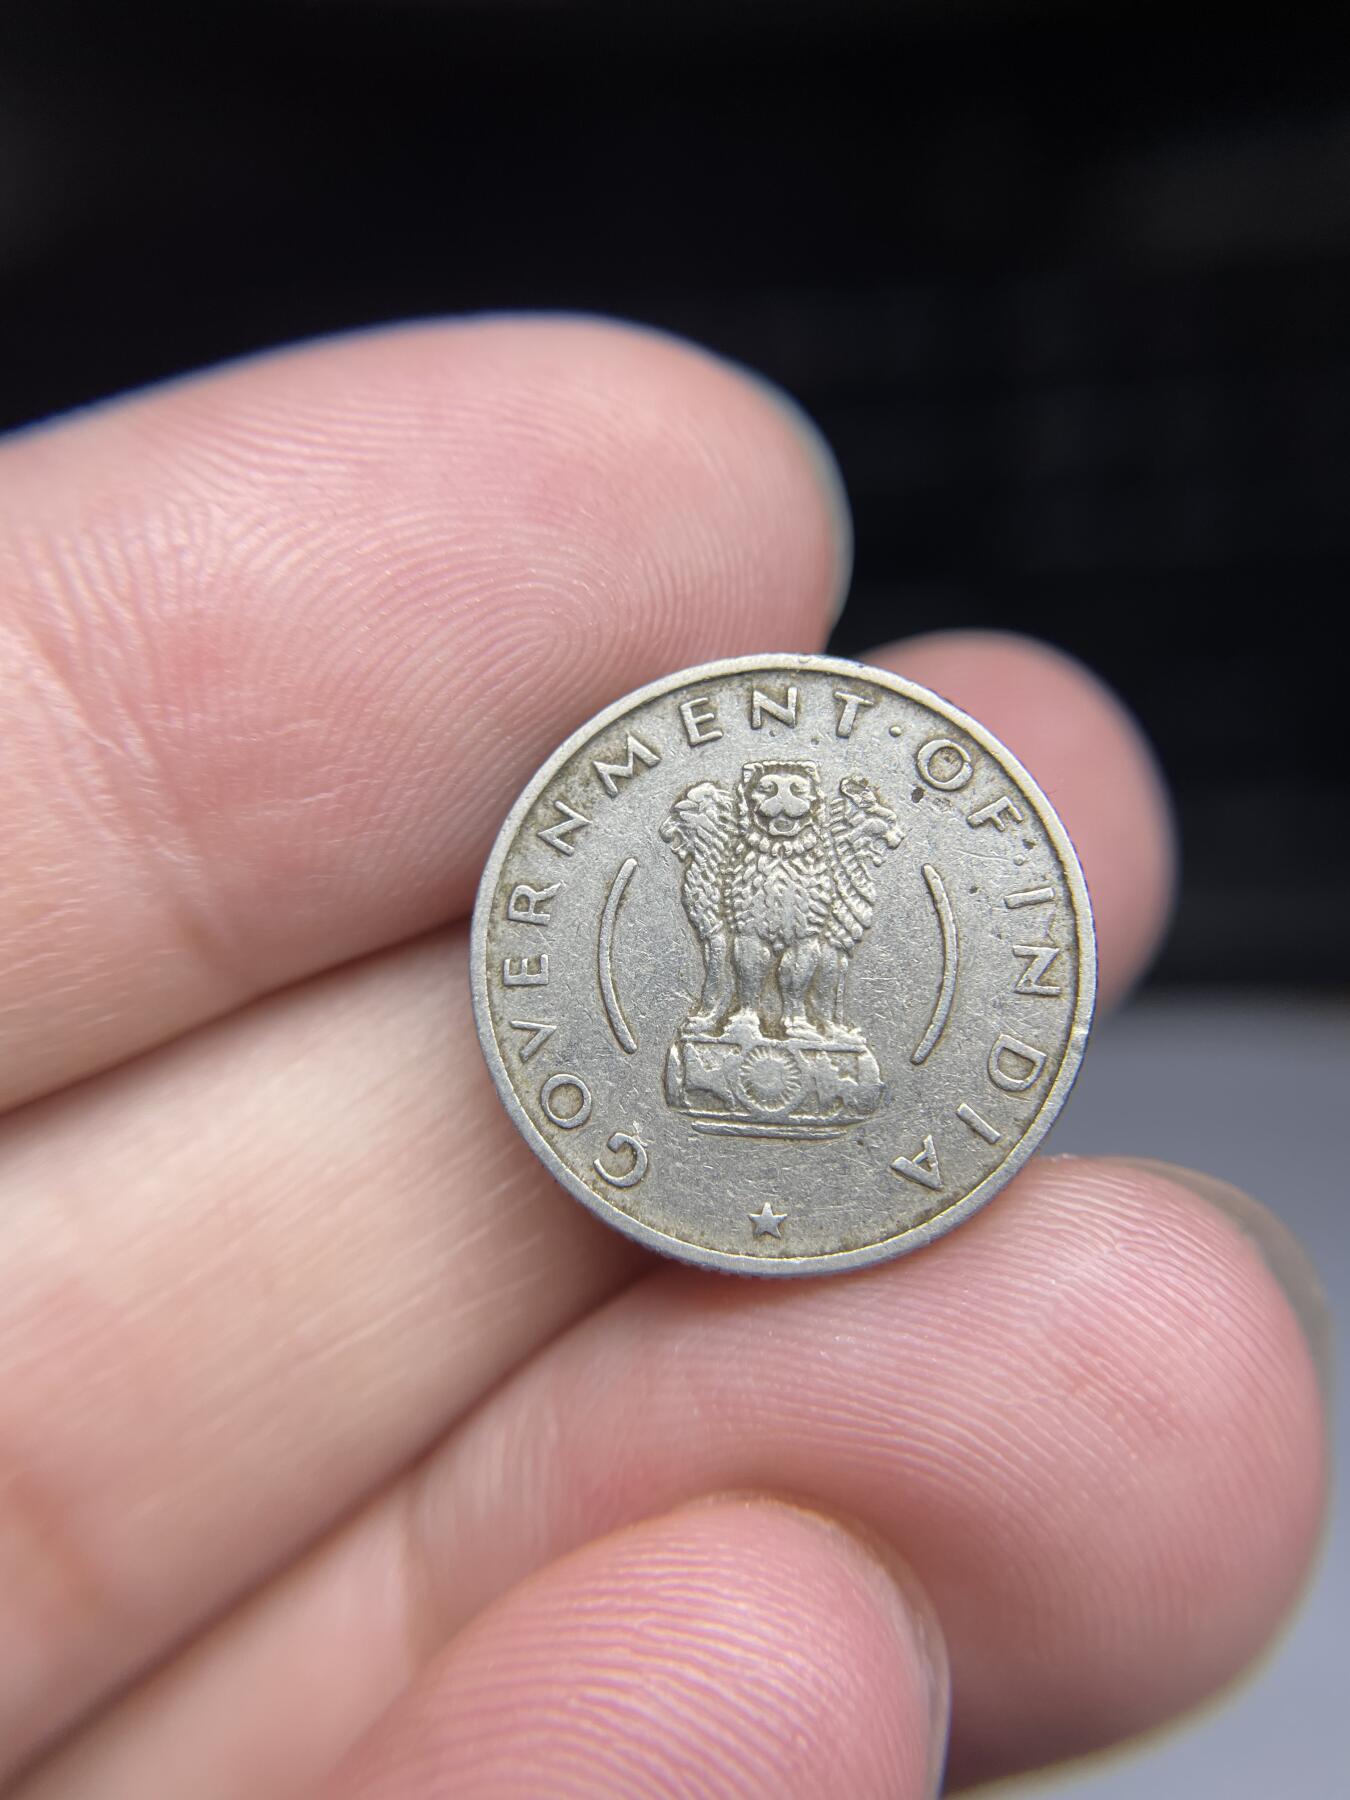 GOVERNMENT · OF · INDIA